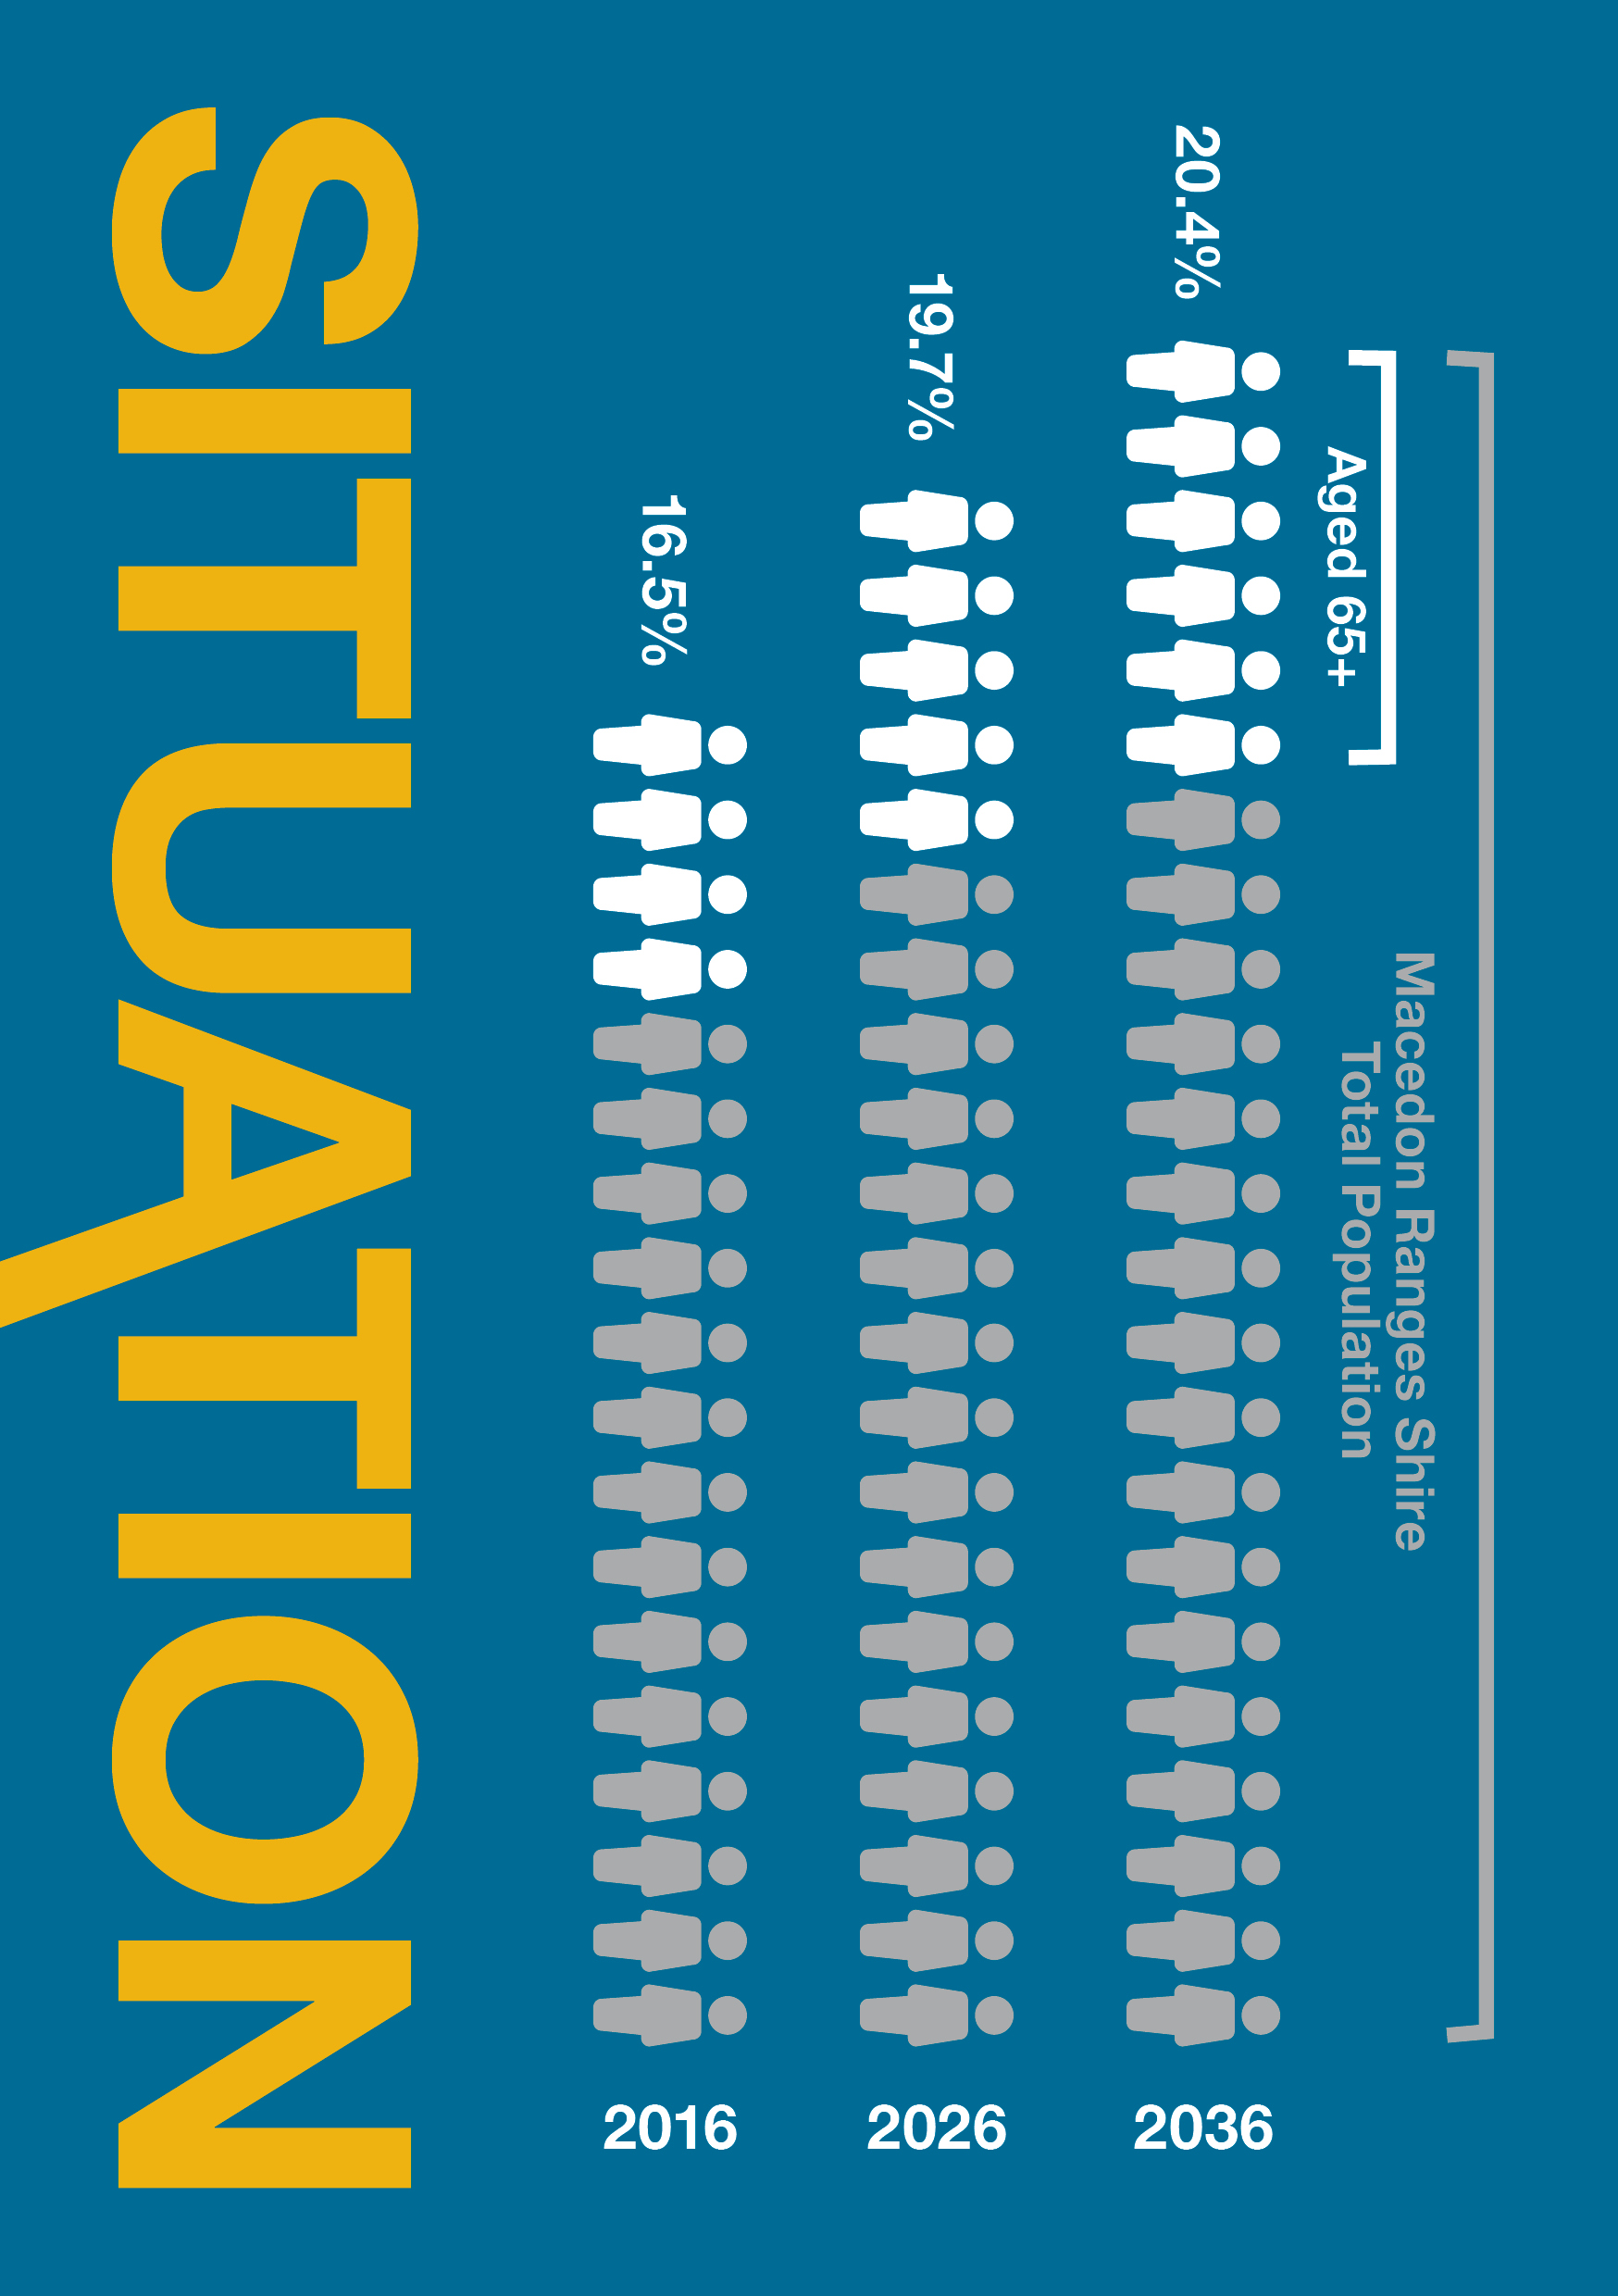 SITUATION
16.5%
2016
19.7%
2026
20.4%
2036
Aged 65+
Macedon Ranges Shire
Total Population